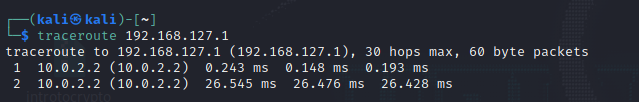 ┌──(kali㉿kali)-[~]
└─$ traceroute 192.168.127.1
traceroute to 192.168.127.1 (192.168.127.1), 30 hops max, 60 byte packets
 1  10.0.2.2 (10.0.2.2)  0.243 ms  0.148 ms  0.193 ms
 2  10.0.2.2 (10.0.2.2)  26.545 ms  26.476 ms  26.428 ms